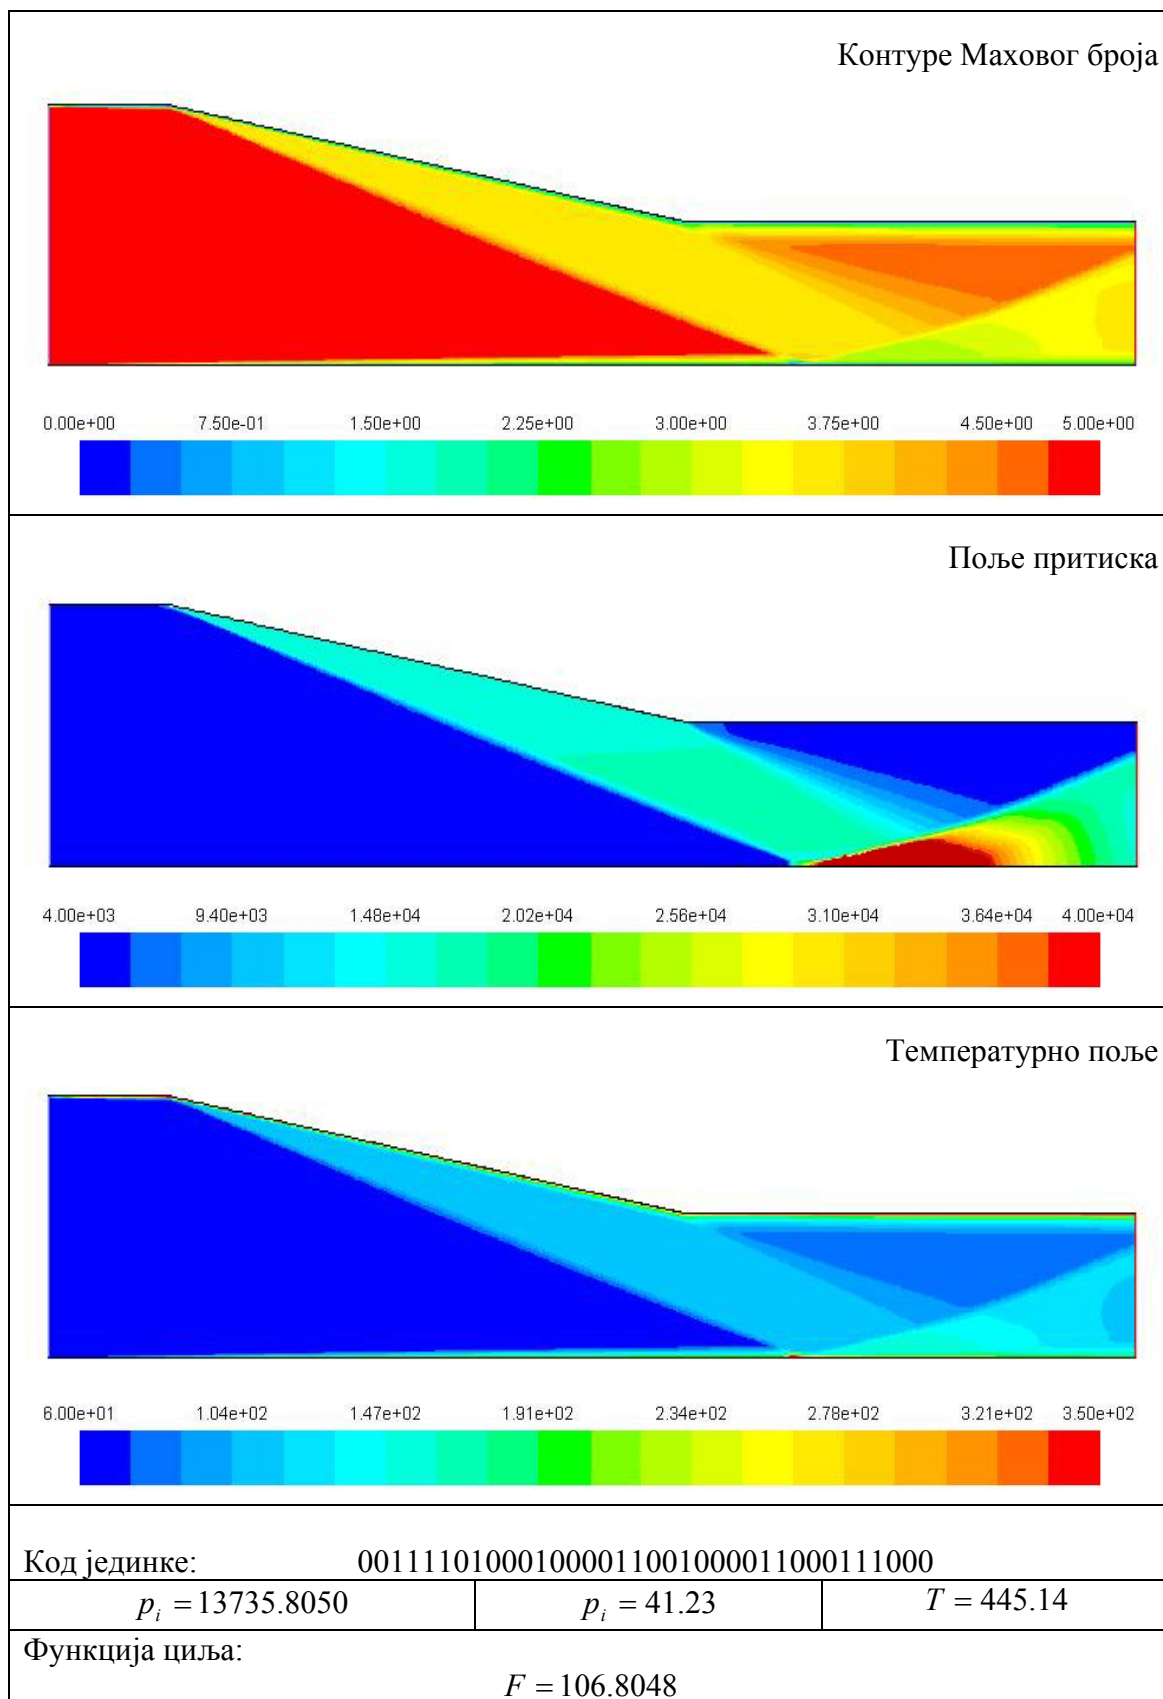 Контуре Маховог броја
0.00e+00 7.50e-01 1.50e+00 2.25e+00 3.00e+00 3.75e+00 4.50e+00 5.00e+00
Поље притиска
4.00e+03 9.40e+03 1.48e+04 2.02e+04 2.56e+04 3.10e+04 3.64e+04 4.00e+04
Температурно поље
6.00e+01 1.04e+02 1.47e+02 1.91e+02 2.34e+02 2.78e+02 3.21e+02 3.50e+02
Код јединке: 001111010001000011001000011000111000
p_i = 13735.8050 p_i = 41.23 T = 445.14
Функција циља:
F = 106.8048